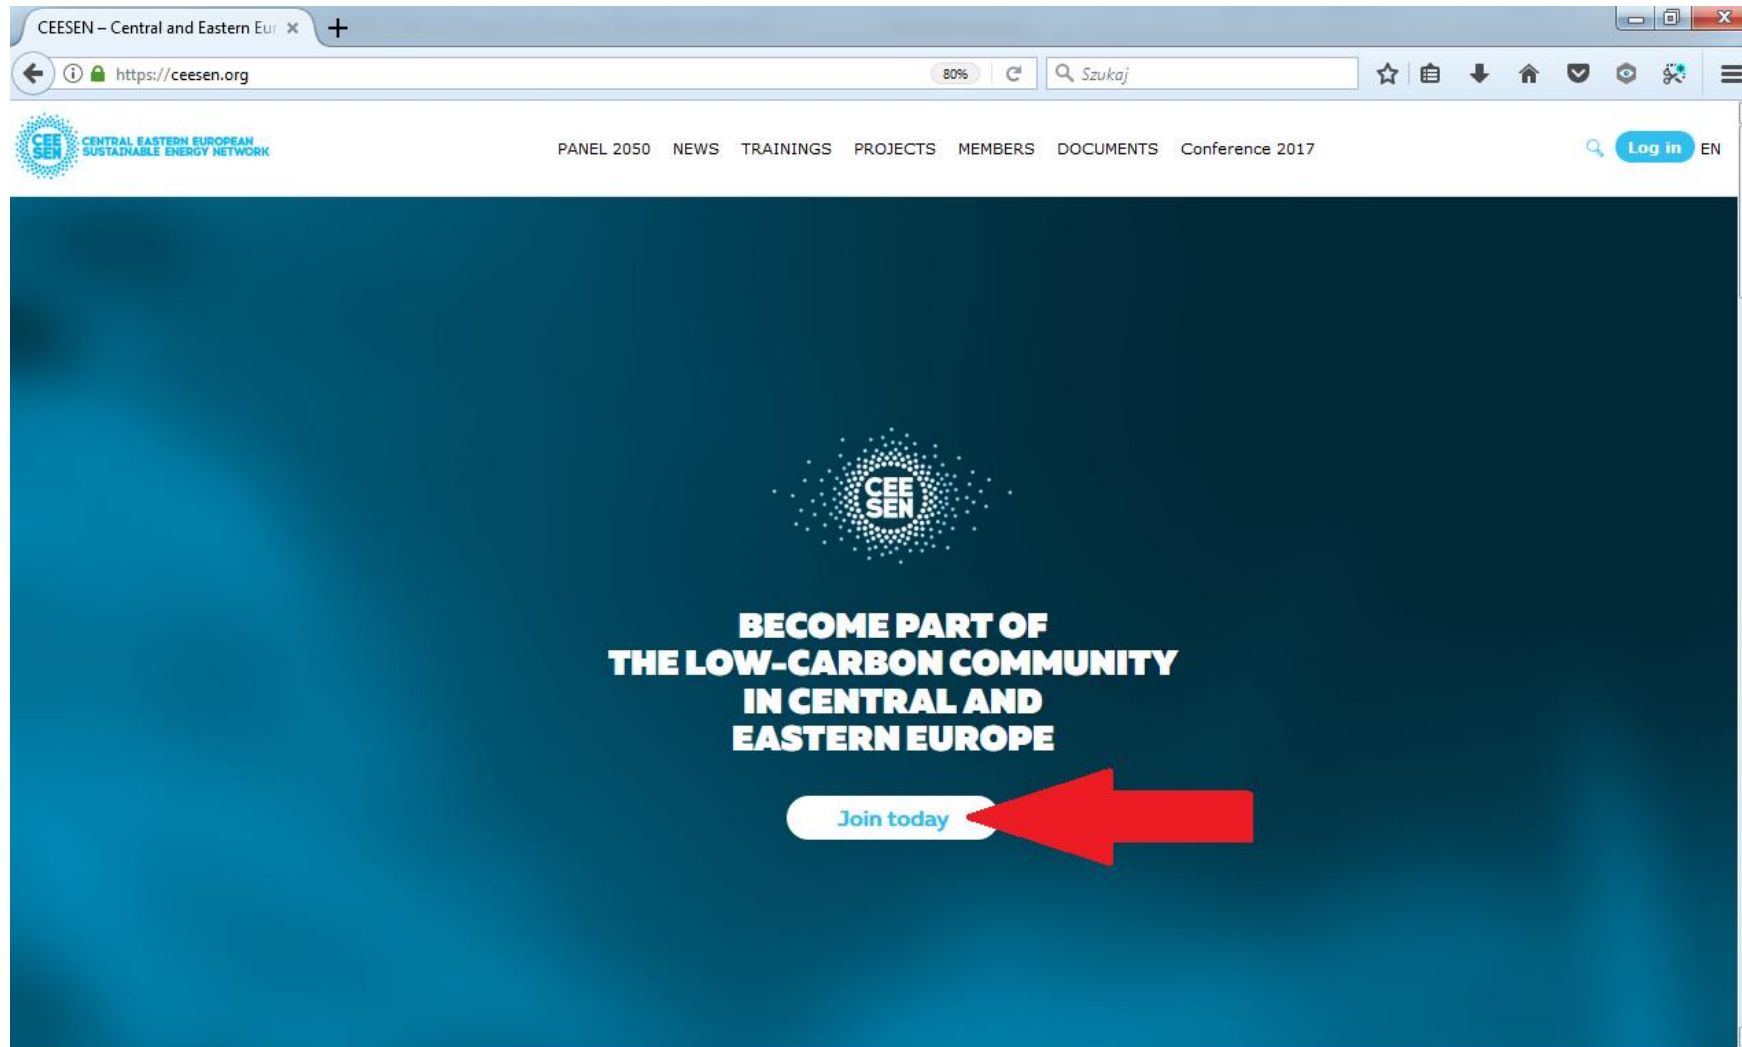 CEESEN – Central and Eastern Eur
https://ceesen.org
80%
Szukaj
CEE
SEN
CENTRAL EASTERN EUROPEAN
SUSTAINABLE ENERGY NETWORK
PANEL 2050 NEWS TRAININGS PROJECTS MEMBERS DOCUMENTS Conference 2017
Log in EN
CEE
SEN
BECOME PART OF
THE LOW-CARBON COMMUNITY
IN CENTRAL AND
EASTERN EUROPE
Join today